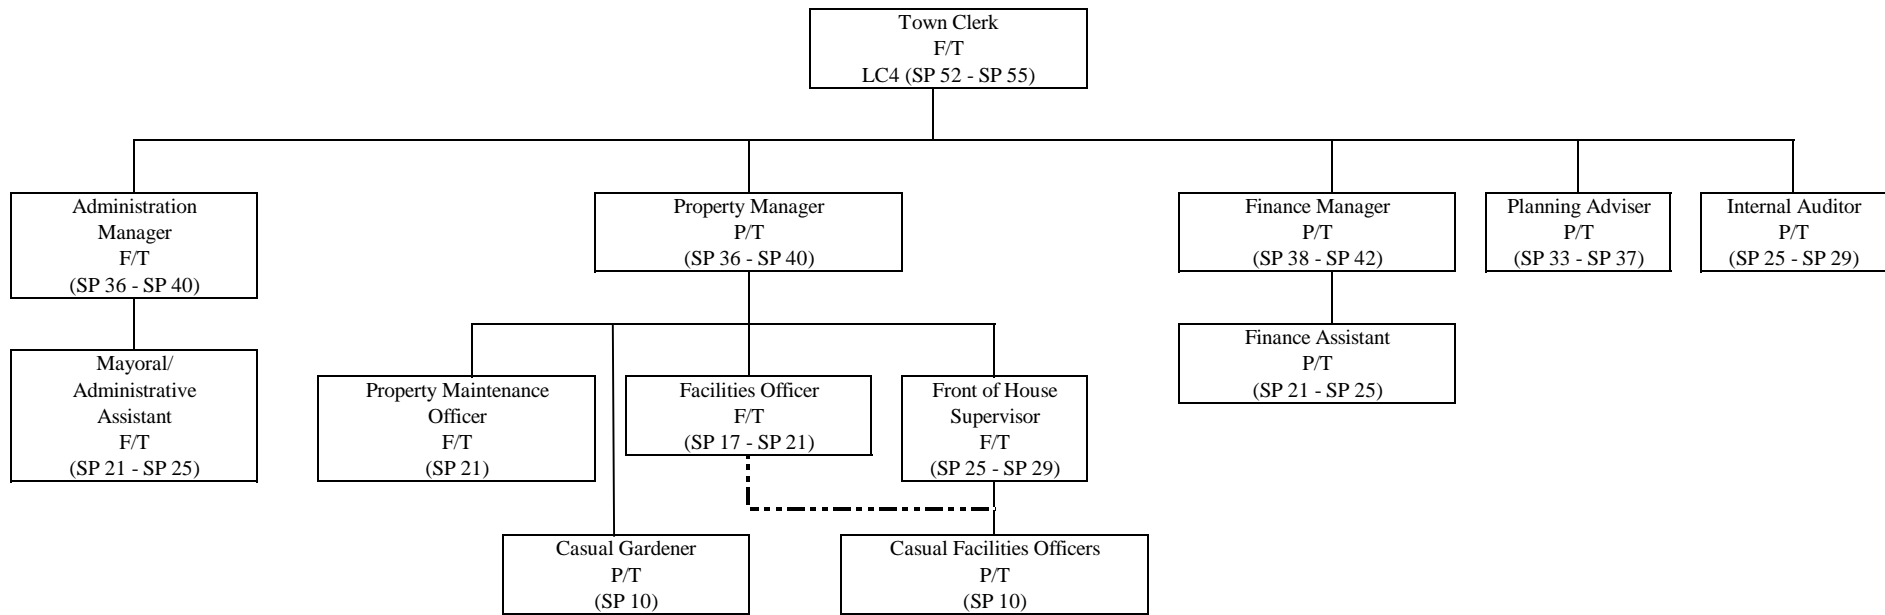 Town Clerk
F/T
LC4 (SP 52 - SP 55)
Administration
Manager
F/T
(SP 36 - SP 40)
Property Manager
P/T
(SP 36 - SP 40)
Finance Manager
P/T
(SP 38 - SP 42)
Planning Adviser
P/T
(SP 33 - SP 37)
Internal Auditor
P/T
(SP 25 - SP 29)
Mayoral/
Administrative
Assistant
F/T
(SP 21 - SP 25)
Property Maintenance
Officer
F/T
(SP 21)
Facilities Officer
F/T
(SP 17 - SP 21)
Front of House
Supervisor
F/T
(SP 25 - SP 29)
Finance Assistant
P/T
(SP 21 - SP 25)
Casual Gardener
P/T
(SP 10)
Casual Facilities Officers
P/T
(SP 10)